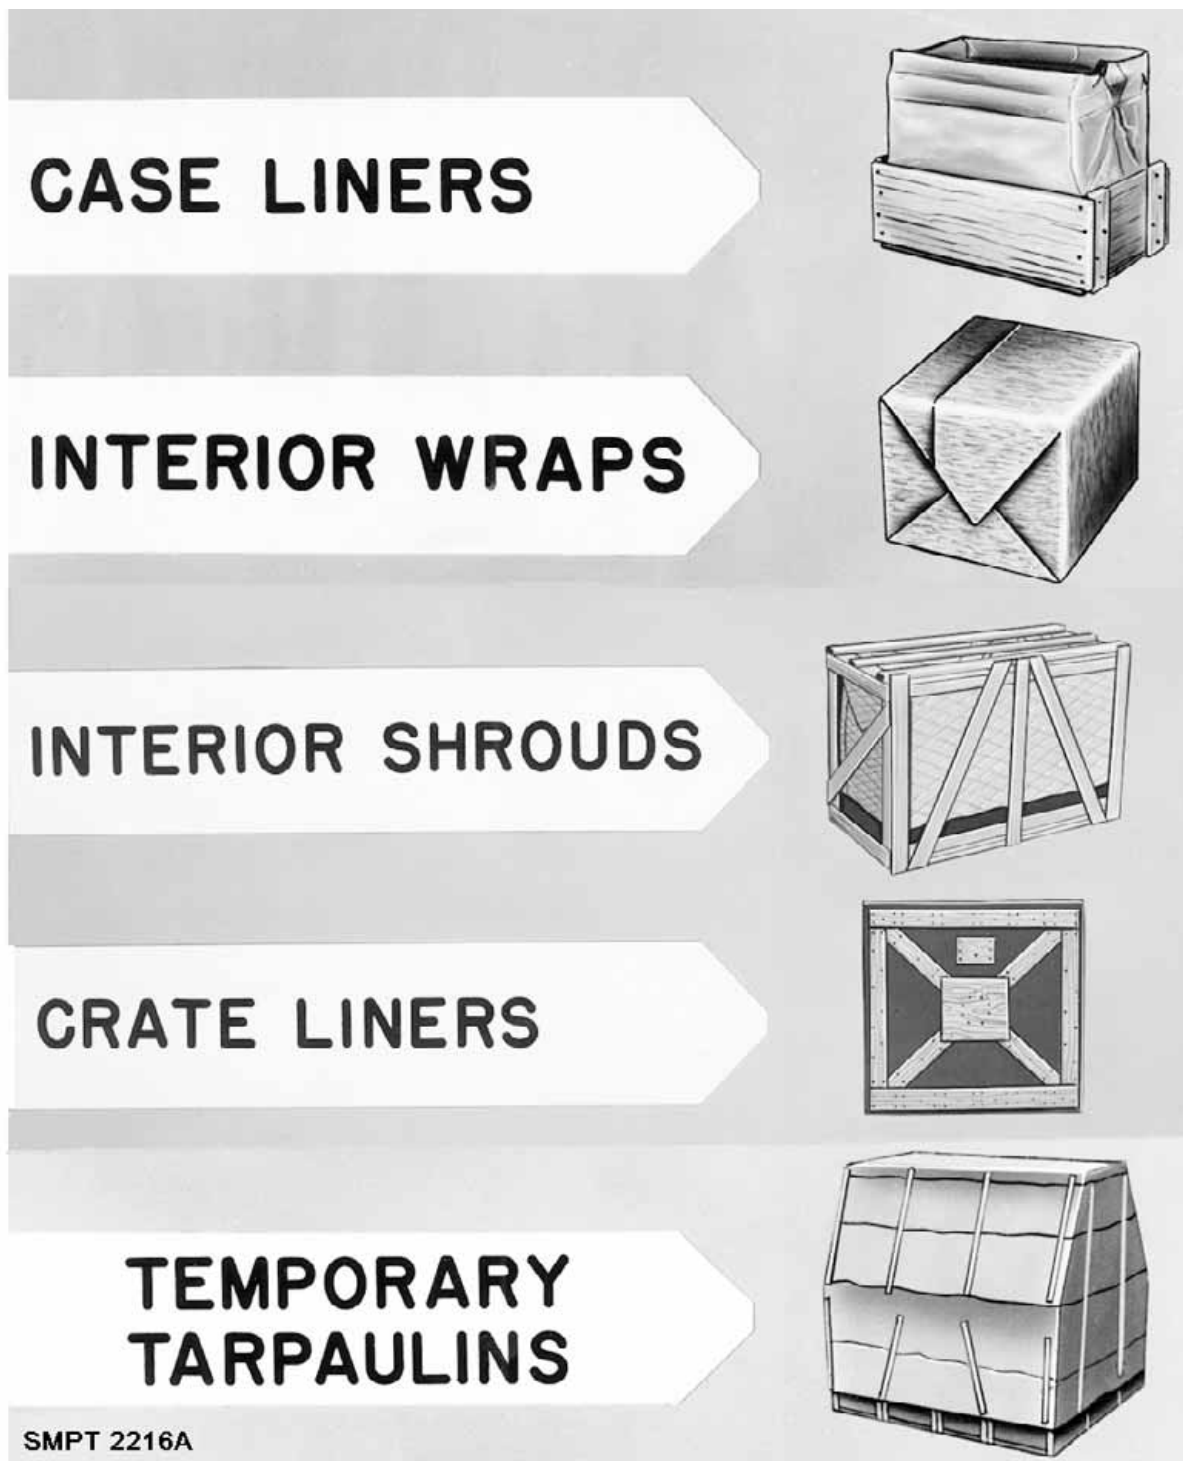 CASE LINERS
INTERIOR WRAPS
INTERIOR SHROUDS
CRATE LINERS
TEMPORARY
TARPAULINS
SMPT 2216A